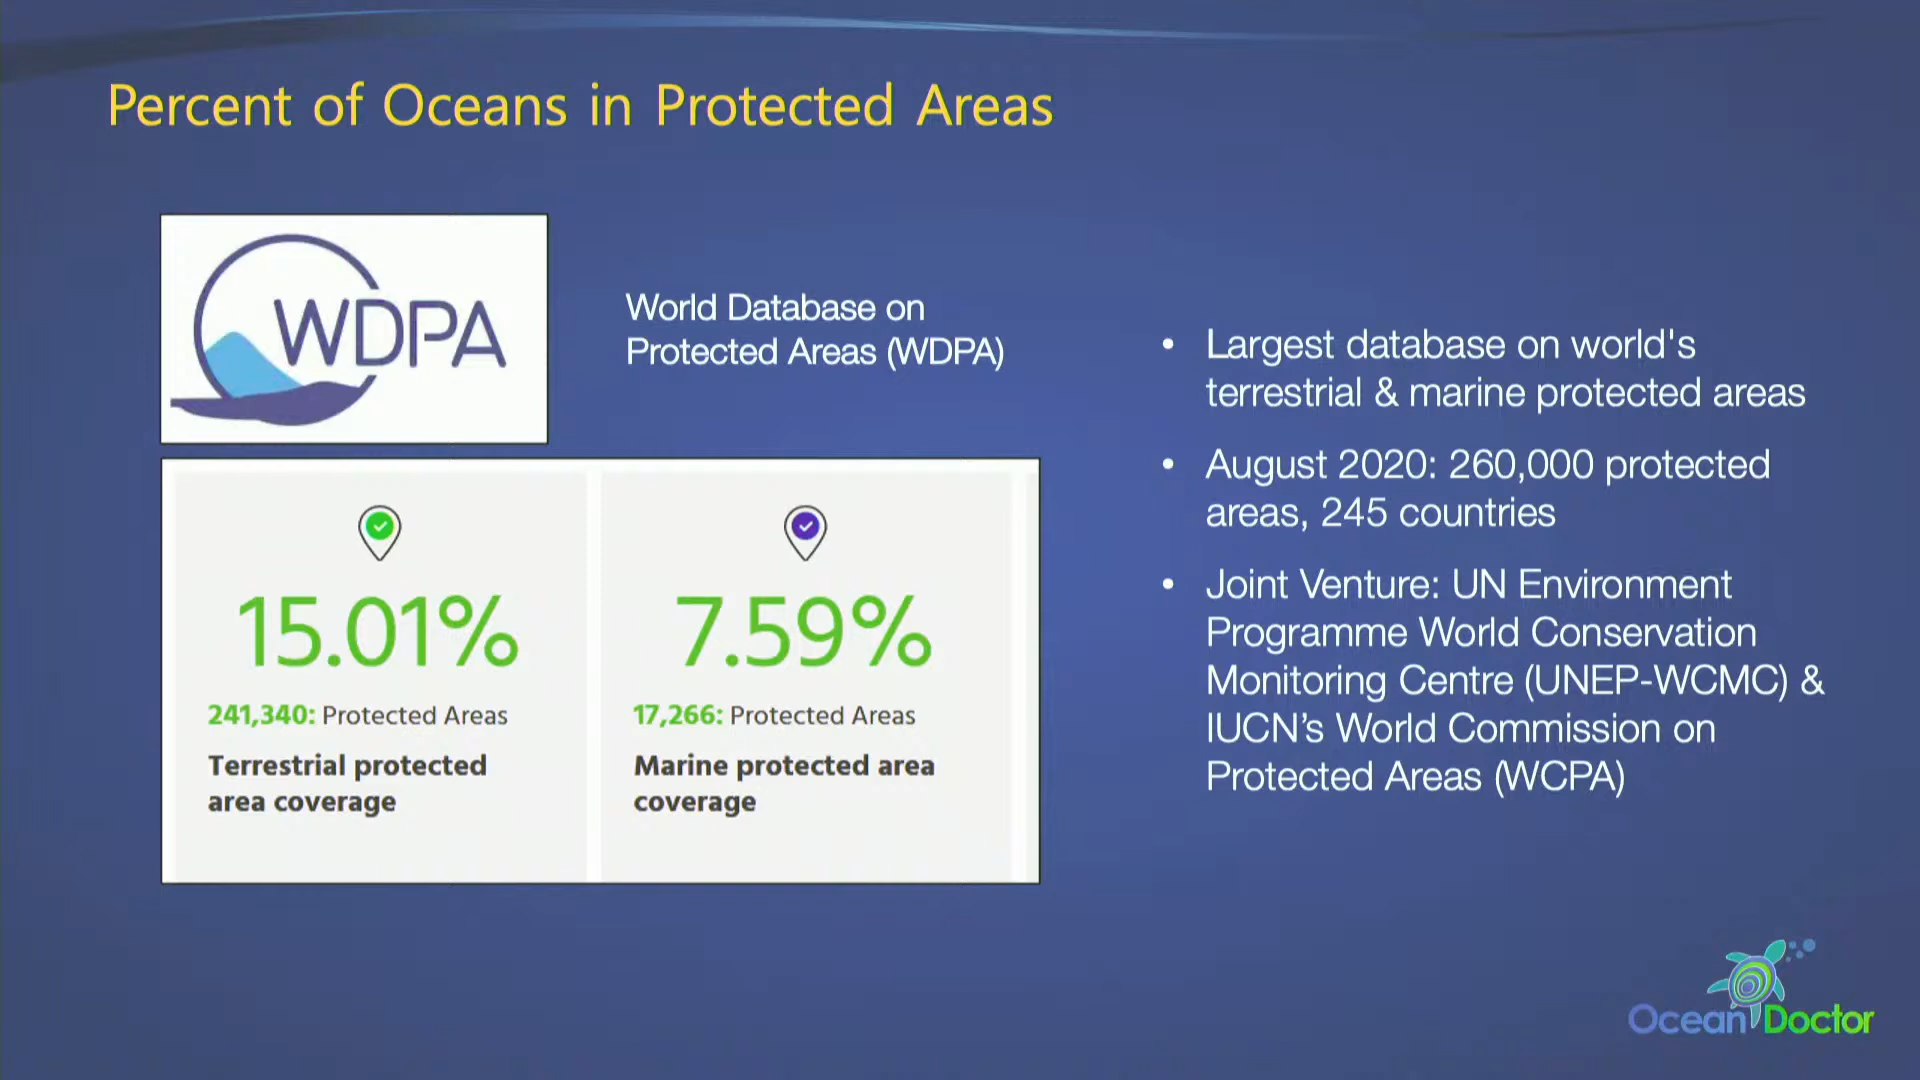 Percent of Oceans in Protected Areas
WDPA
World Database on
Protected Areas (WDPA)
15.01%
241,340: Protected Areas
Terrestrial protected
area coverage
7.59%
17,266: Protected Areas
Marine protected area
coverage
• Largest database on world's
terrestrial & marine protected areas
• August 2020: 260,000 protected
areas, 245 countries
• Joint Venture: UN Environment
Programme World Conservation
Monitoring Centre (UNEP-WCMC) &
IUCN’s World Commission on
Protected Areas (WCPA)
Ocean Doctor